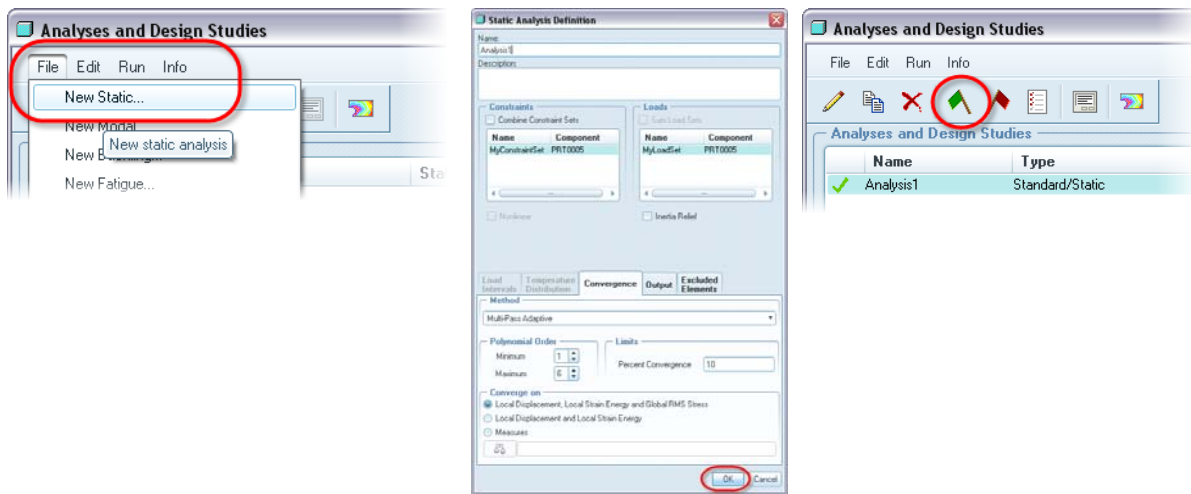 Analyses and Design Studies
File Edit Run Info
New Static...
New Modal
New static analysis
New Fatigue...
Sta
Static Analysis Definition
Name
Analysis1
Description
Constraints
Combine Constraint Sets
Name Component
MyConstraintSet PRT0005
Loads
Sum Load Sets
Name Component
MyLoadSet PRT0005
Nonlinear
Inertia Relief
Load Intervals
Temperature Distribution
Convergence
Output
Excluded Elements
Method
Multi-Pass Adaptive
Polynomial Order
Minimum 1
Maximum 6
Limits
Percent Convergence 10
Converge on
Local Displacement, Local Strain Energy and Global RMS Stress
Local Displacement and Local Strain Energy
Measures
OK Cancel
Analyses and Design Studies
File Edit Run Info
Analyses and Design Studies
Name Type
Analysis1 Standard/Static